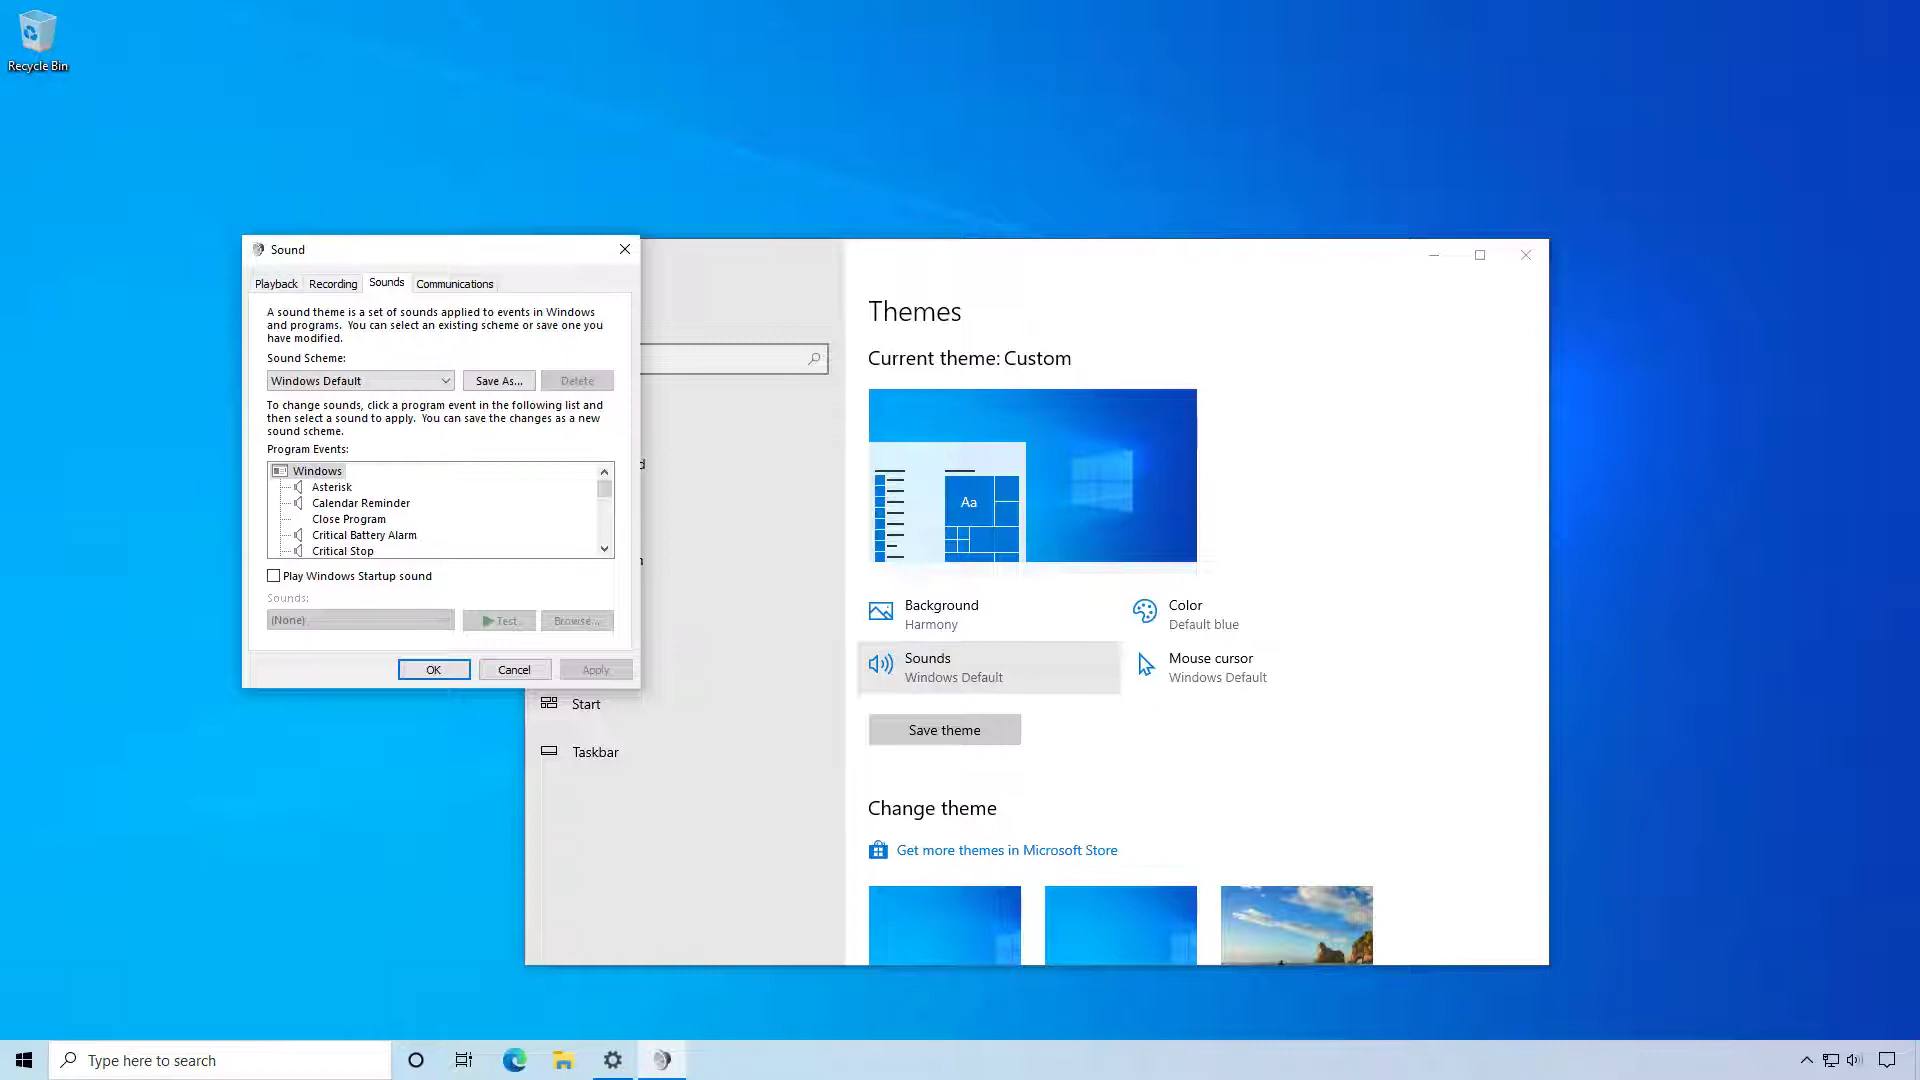 Recycle Bin
Sound
Playback
Recording
Sounds
Communications
A sound theme is a set of sounds applied to events in Windows
and programs. You can select an existing scheme or save one you
have modified.
Sound Scheme:
Windows Default
Save As...
Delete
To change sounds, click a program event in the following list and
then select a sound to apply. You can save the changes as a new
sound scheme.
Program Events:
Windows
Asterisk
Calendar Reminder
Close Program
Critical Battery Alarm
Critical Stop
Play Windows Startup sound
Sounds:
(None)
Test
Browse...
OK
Cancel
Apply
Start
Taskbar
Themes
Current theme: Custom
Aa
Background
Harmony
Color
Default blue
Sounds
Windows Default
Mouse cursor
Windows Default
Save theme
Change theme
Get more themes in Microsoft Store
Type here to search